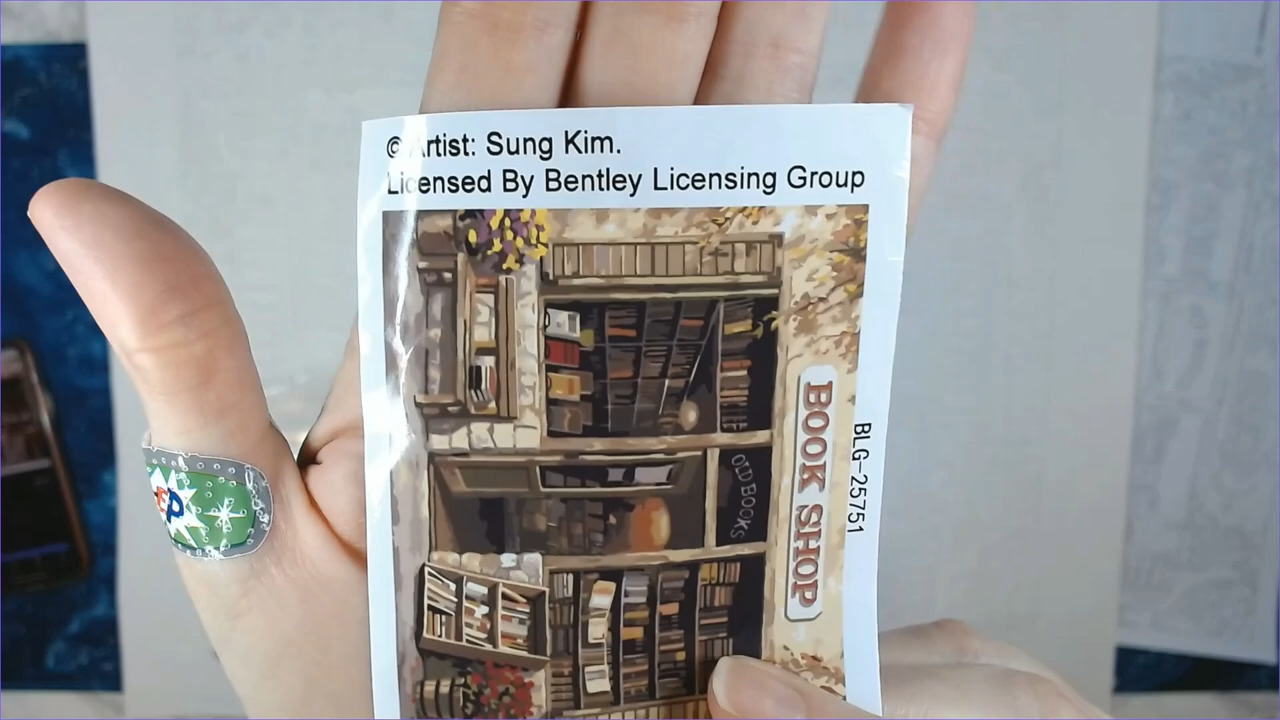 © Artist: Sung Kim.
Licensed By Bentley Licensing Group
BOOK SHOP
BLG-25751
OLD BOOKS